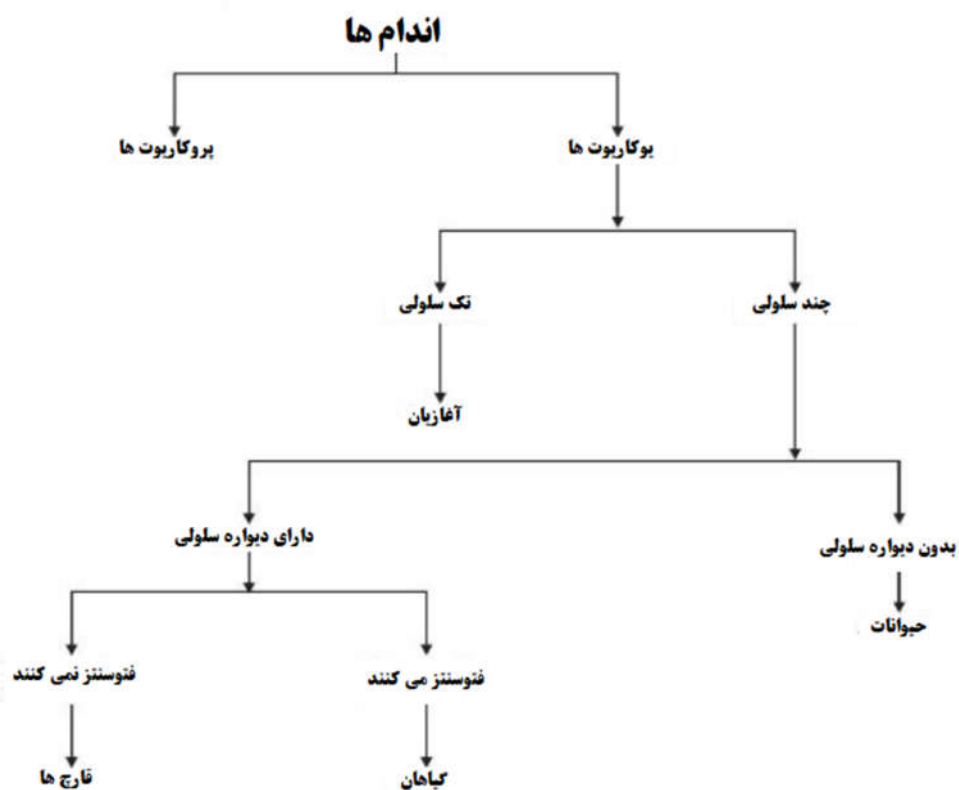 اندام ها
یوکاریوت ها
پروکاریوت ها
چند سلولی
تک سلولی
آغازیان
دارای دیواره سلولی
بدون دیواره سلولی
حیوانات
فتوسنتز می کنند
فتوسنتز نمی کنند
گیاهان
قارچ ها